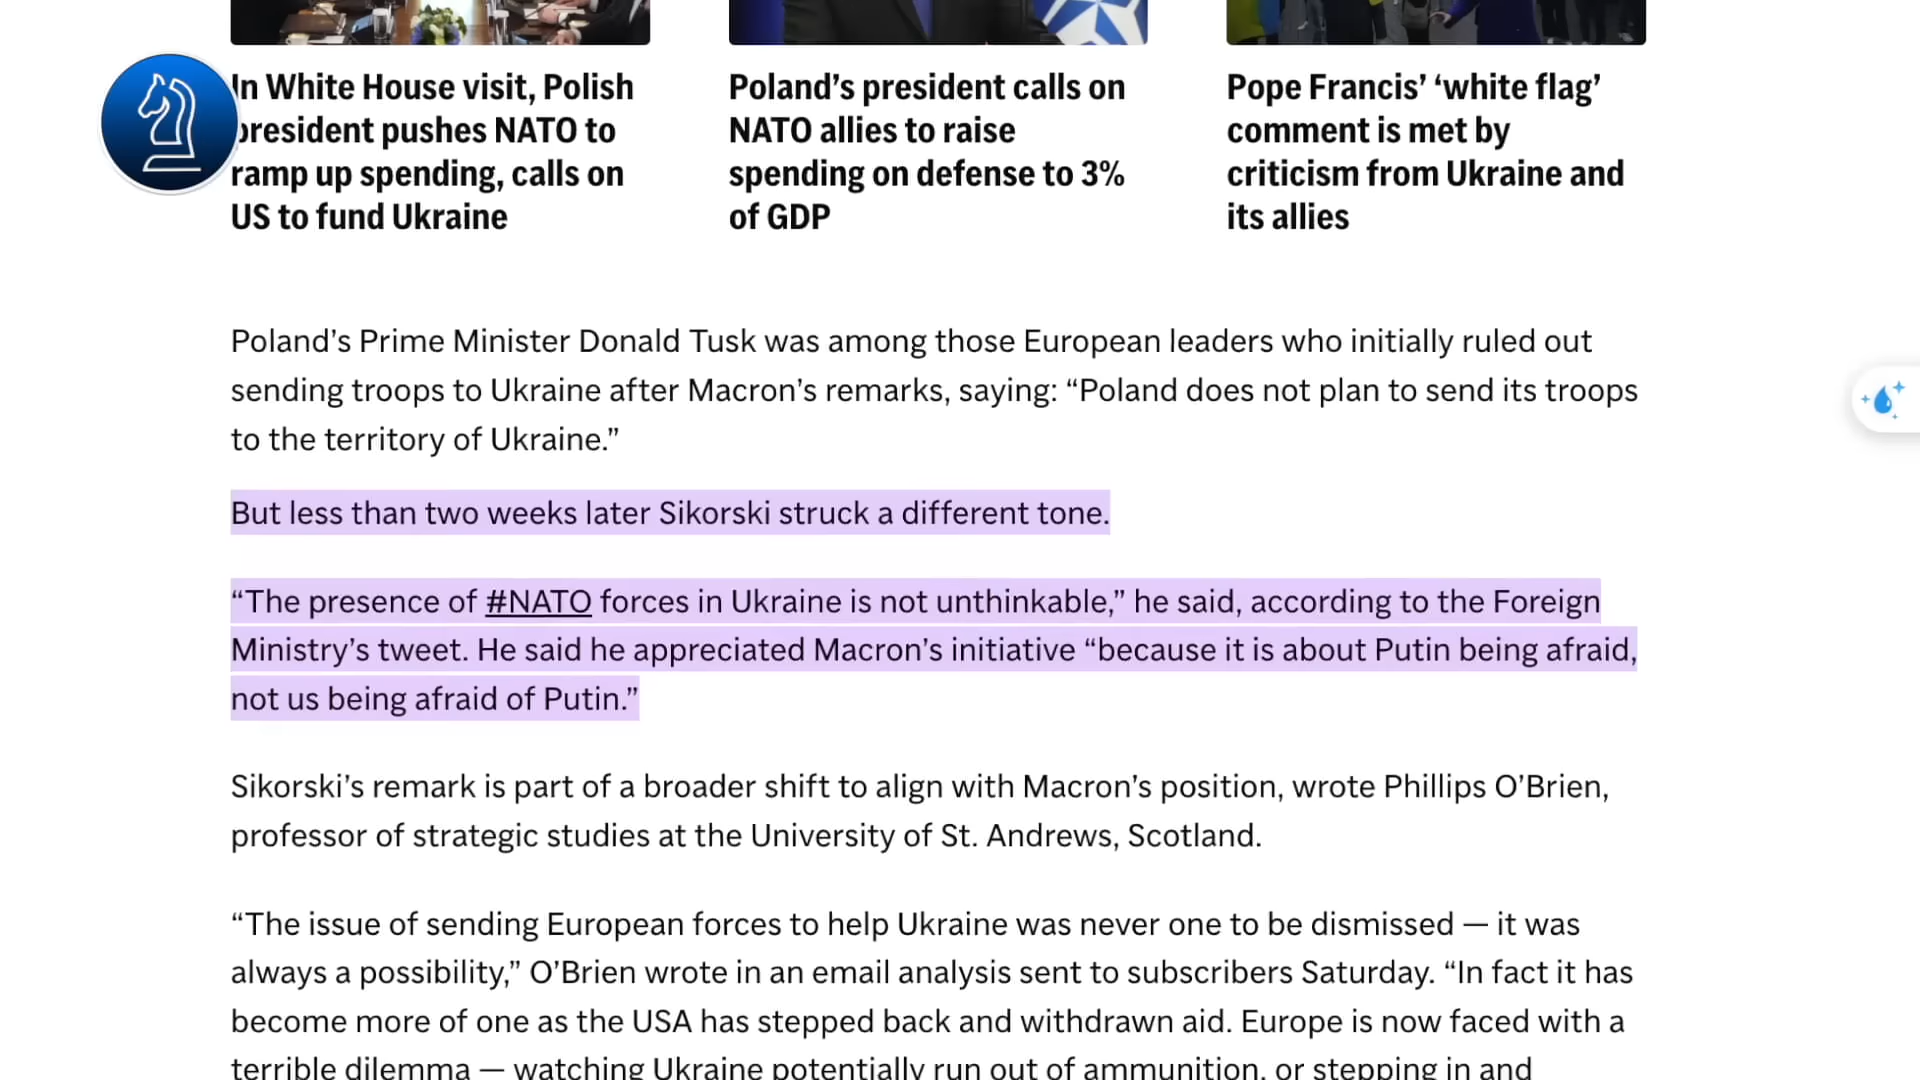 In White House visit, Polish
president pushes NATO to
ramp up spending, calls on
US to fund Ukraine
Poland’s president calls on
NATO allies to raise
spending on defense to 3%
of GDP
Pope Francis’ ‘white flag’
comment is met by
criticism from Ukraine and
its allies
Poland’s Prime Minister Donald Tusk was among those European leaders who initially ruled out
sending troops to Ukraine after Macron’s remarks, saying: “Poland does not plan to send its troops
to the territory of Ukraine.”
But less than two weeks later Sikorski struck a different tone.
“The presence of #NATO forces in Ukraine is not unthinkable,” he said, according to the Foreign
Ministry’s tweet. He said he appreciated Macron’s initiative “because it is about Putin being afraid,
not us being afraid of Putin.”
Sikorski’s remark is part of a broader shift to align with Macron’s position, wrote Phillips O’Brien,
professor of strategic studies at the University of St. Andrews, Scotland.
“The issue of sending European forces to help Ukraine was never one to be dismissed — it was
always a possibility,” O’Brien wrote in an email analysis sent to subscribers Saturday. “In fact it has
become more of one as the USA has stepped back and withdrawn aid. Europe is now faced with a
terrible dilemma — watching Ukraine potentially run out of ammunition, or stepping in and